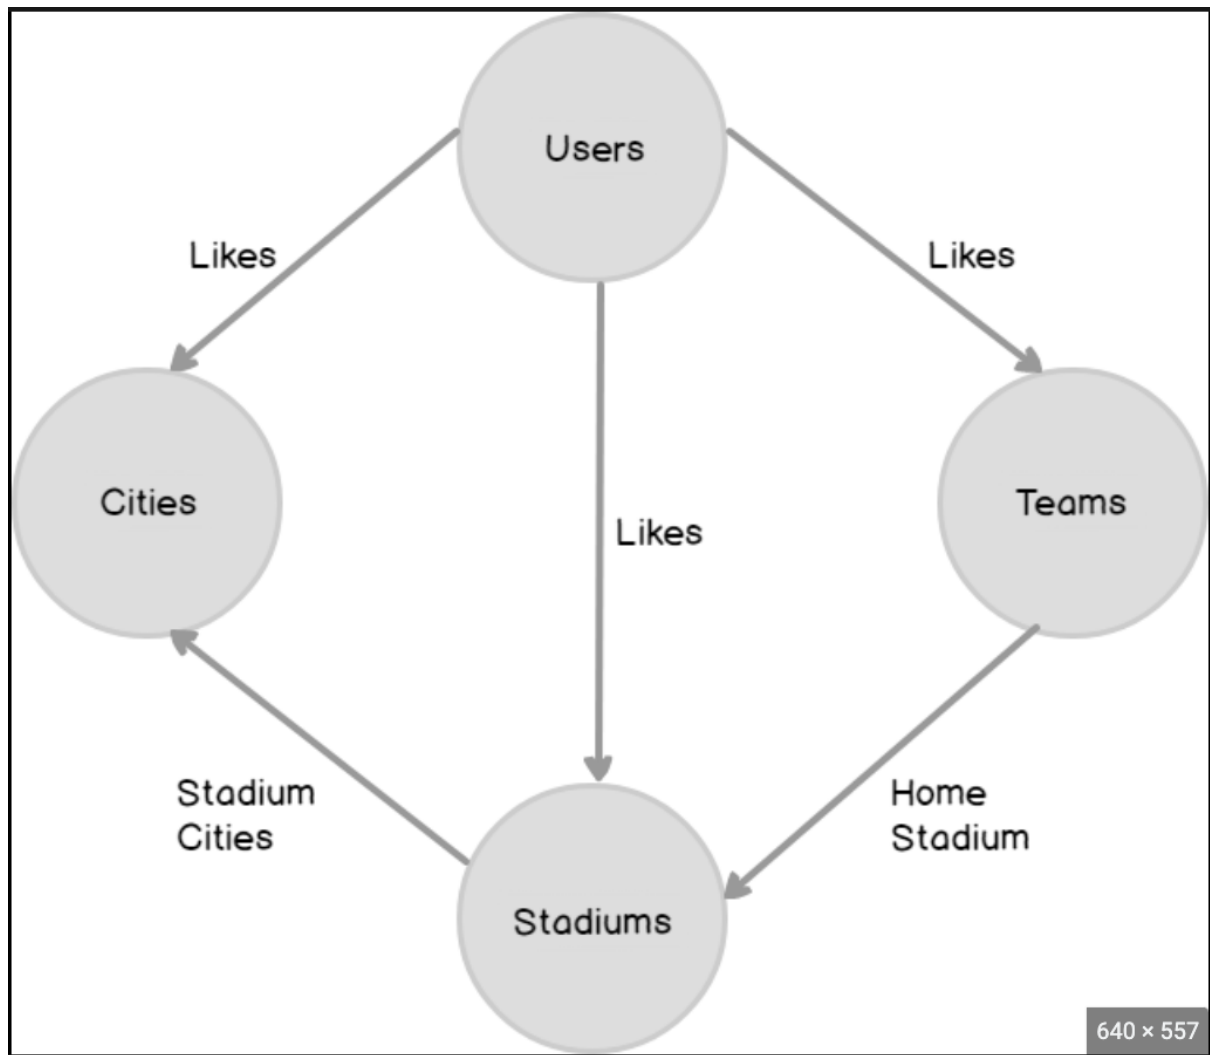 Users
Likes
Likes
Cities
Teams
Likes
Stadium
Cities
Home
Stadium
Stadiums
640 × 557